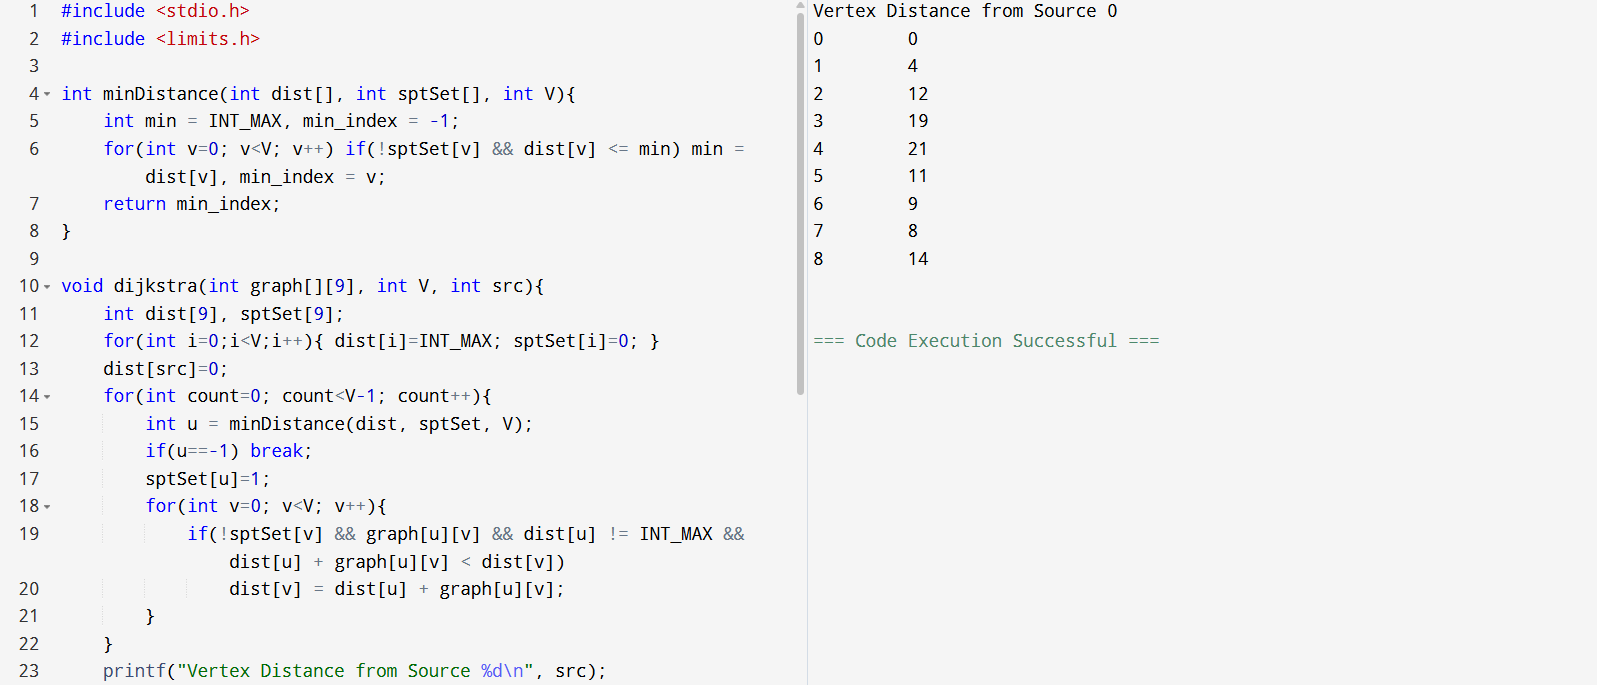 1 #include <stdio.h>
2 #include <limits.h>
3
4 int minDistance(int dist[], int sptSet[], int V){
5 int min = INT_MAX, min_index = -1;
6 for(int v=0; v<V; v++) if(!sptSet[v] && dist[v] <= min) min =
dist[v], min_index = v;
7 return min_index;
8 }
9
10 void dijkstra(int graph[][9], int V, int src){
11 int dist[9], sptSet[9];
12 for(int i=0;i<V;i++){ dist[i]=INT_MAX; sptSet[i]=0; }
13 dist[src]=0;
14 for(int count=0; count<V-1; count++){
15 int u = minDistance(dist, sptSet, V);
16 if(u==-1) break;
17 sptSet[u]=1;
18 for(int v=0; v<V; v++){
19 if(!sptSet[v] && graph[u][v] && dist[u] != INT_MAX &&
dist[u] + graph[u][v] < dist[v])
20 dist[v] = dist[u] + graph[u][v];
21 }
22 }
23 printf("Vertex Distance from Source %d\n", src);
Vertex Distance from Source 0
0 0
1 4
2 12
3 19
4 21
5 11
6 9
7 8
8 14
=== Code Execution Successful ===